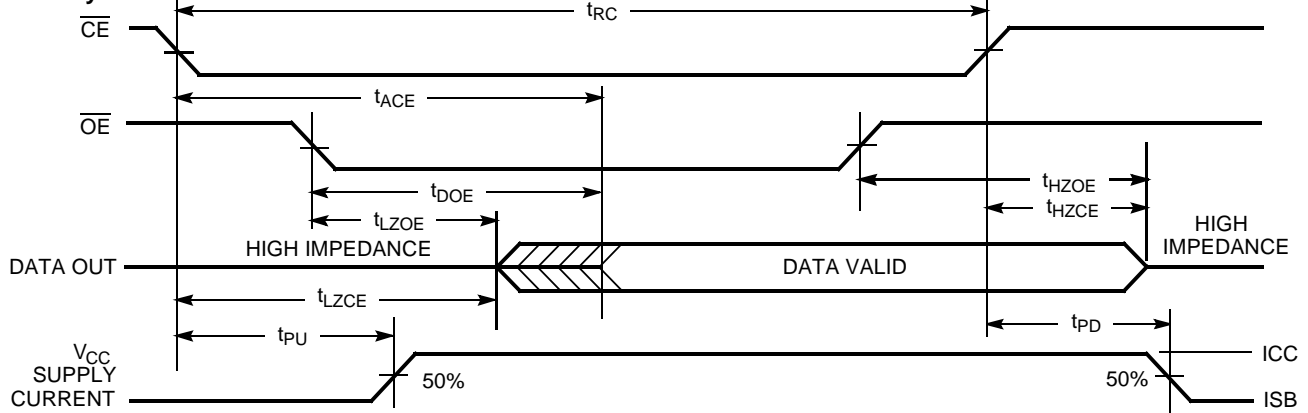 tRC
CE
tACE
OE
tDOE
tHZOE
tLZOE
tHZCE
HIGH IMPEDANCE
HIGH
IMPEDANCE
DATA OUT
DATA VALID
tLZCE
tPU
tPD
VCC
SUPPLY
CURRENT
50%
50%
ICC
ISB